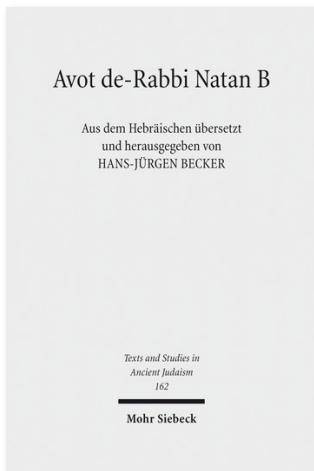 Avot de-Rabbi Natan B
Aus dem Hebräischen übersetzt
und herausgegeben von
HANS-JÜRGEN BECKER
Texts and Studies in
Ancient Judaism
162
Mohr Siebeck